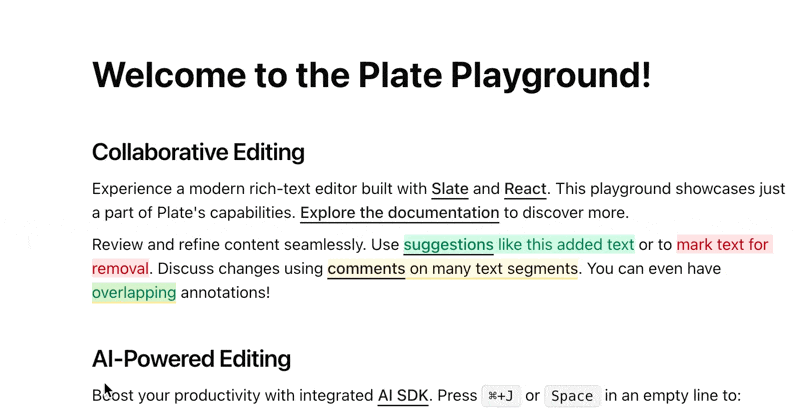 Welcome to the Plate Playground!
Collaborative Editing
Experience a modern rich-text editor built with Slate and React. This playground showcases just
a part of Plate's capabilities. Explore the documentation to discover more.
Review and refine content seamlessly. Use suggestions like this added text or to mark text for
removal. Discuss changes using comments on many text segments. You can even have
overlapping annotations!
AI-Powered Editing
Boost your productivity with integrated AI SDK. Press ⌘+J or Space in an empty line to: